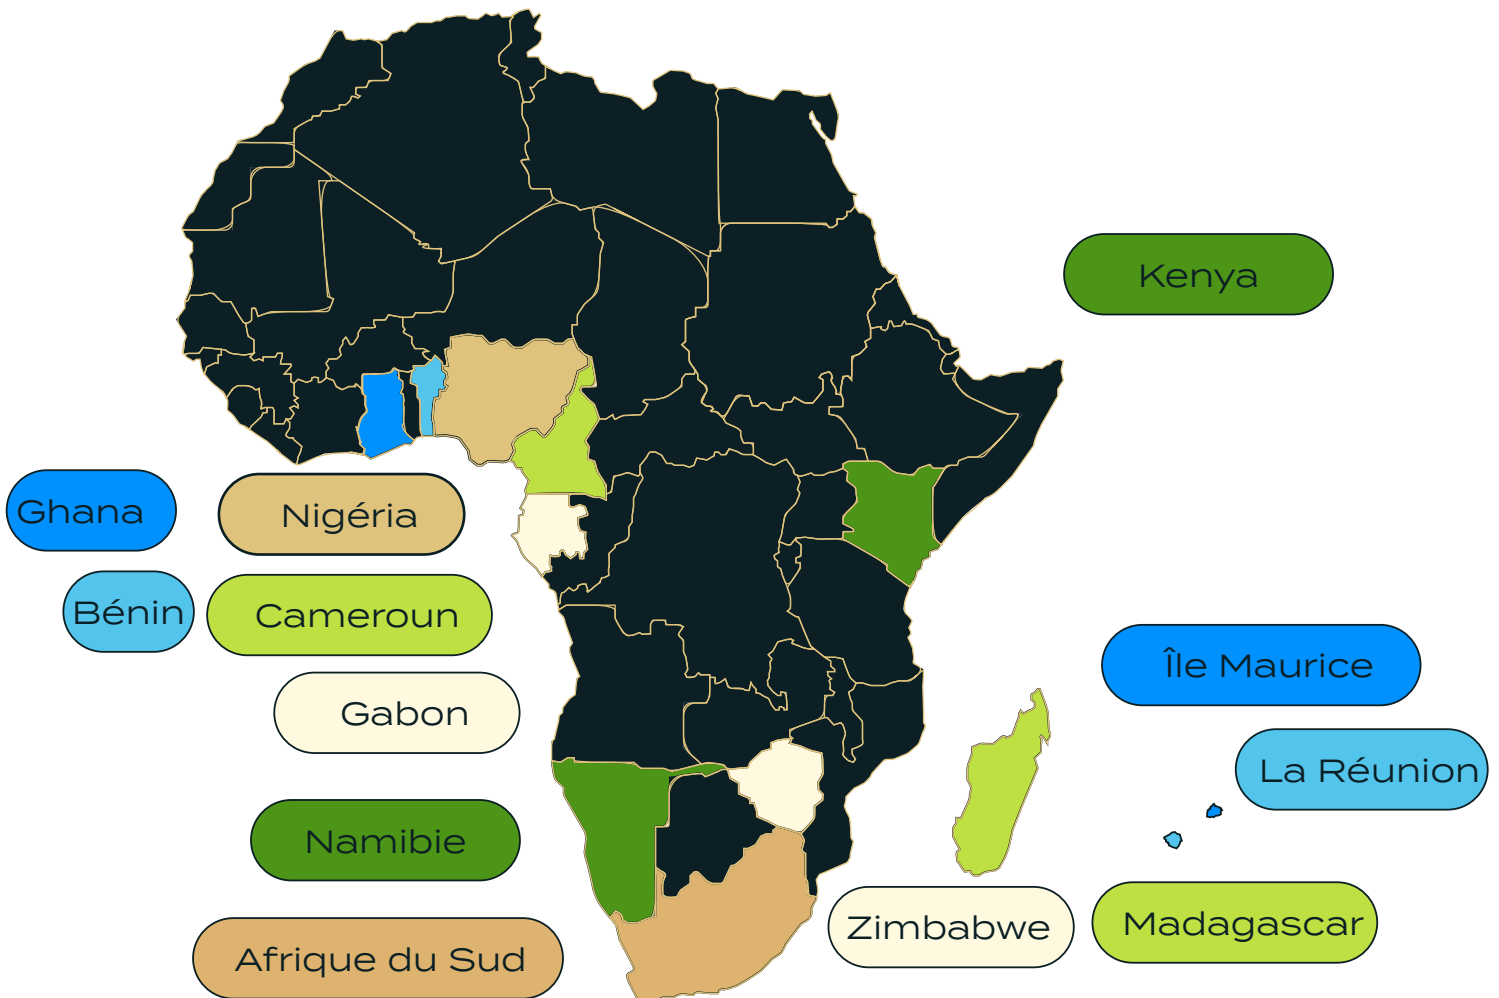 Kenya
Ghana
Nigéria
Bénin
Cameroun
Île Maurice
Gabon
La Réunion
Namibie
Zimbabwe
Madagascar
Afrique du Sud